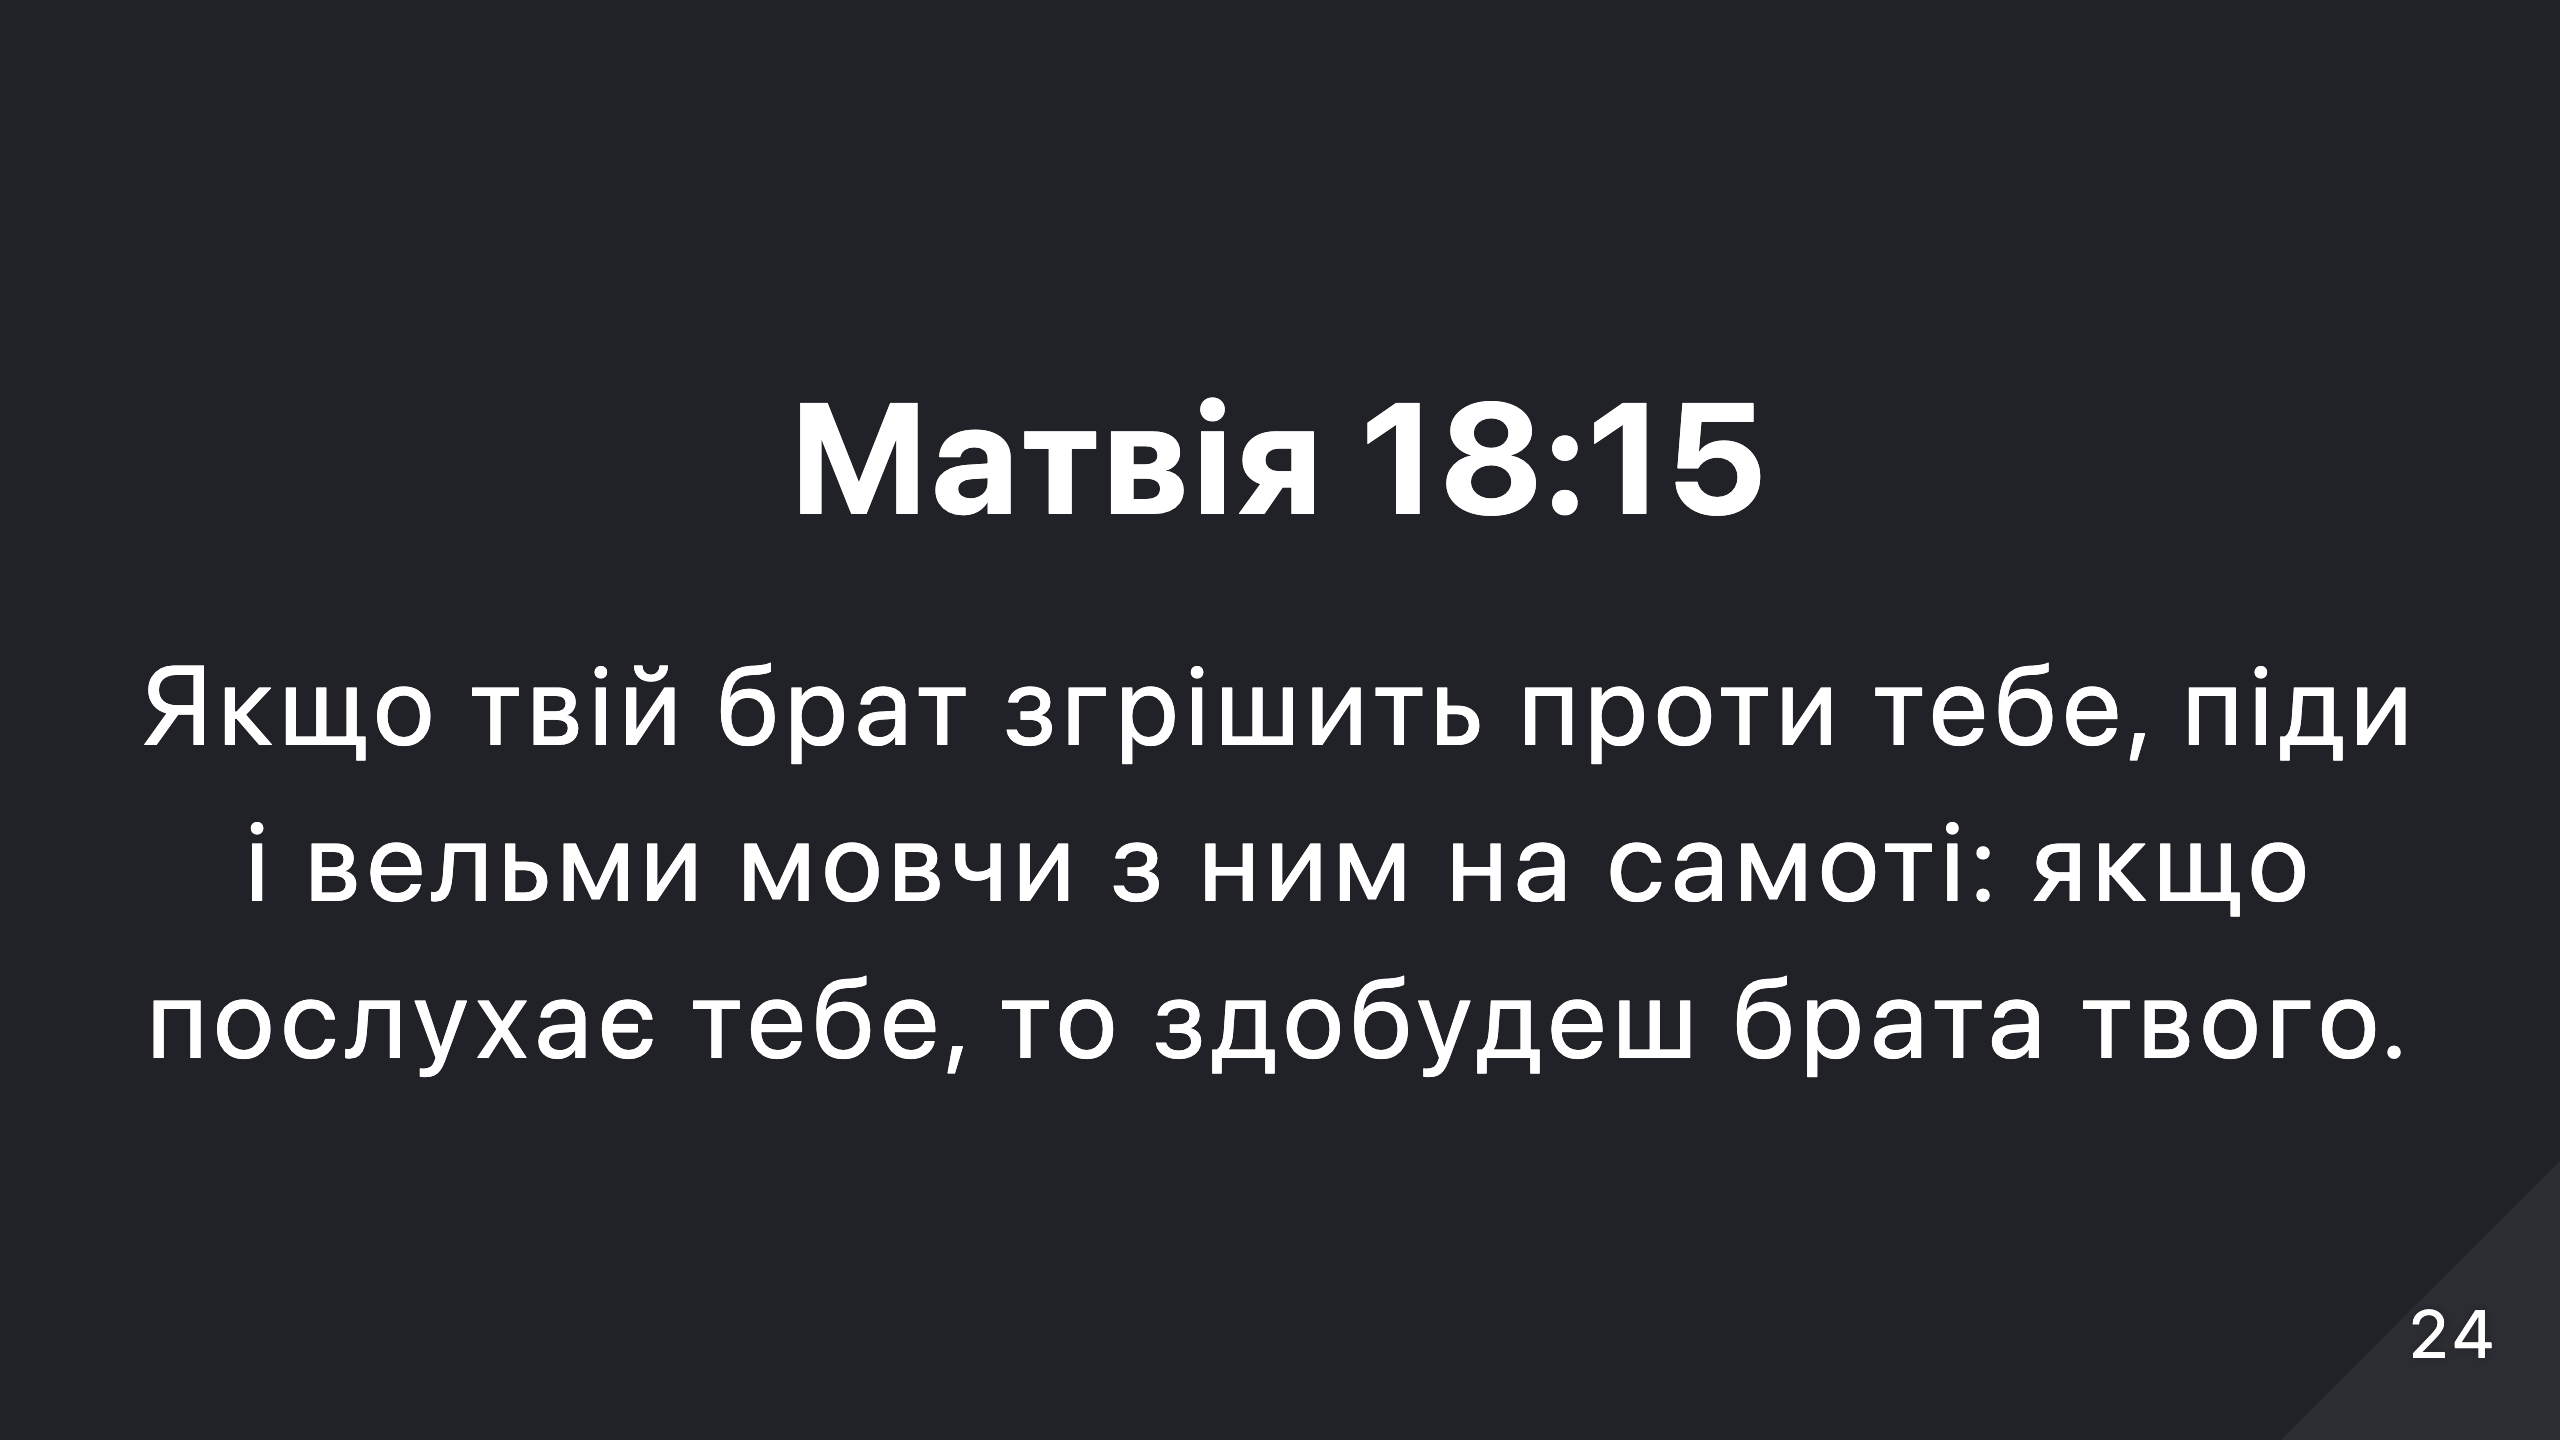 Матвія 18:15
Якщо твій брат згрішить проти тебе, піди
і вельми мовчи з ним на самоті: якщо
послухає тебе, то здобудеш брата твого.
24